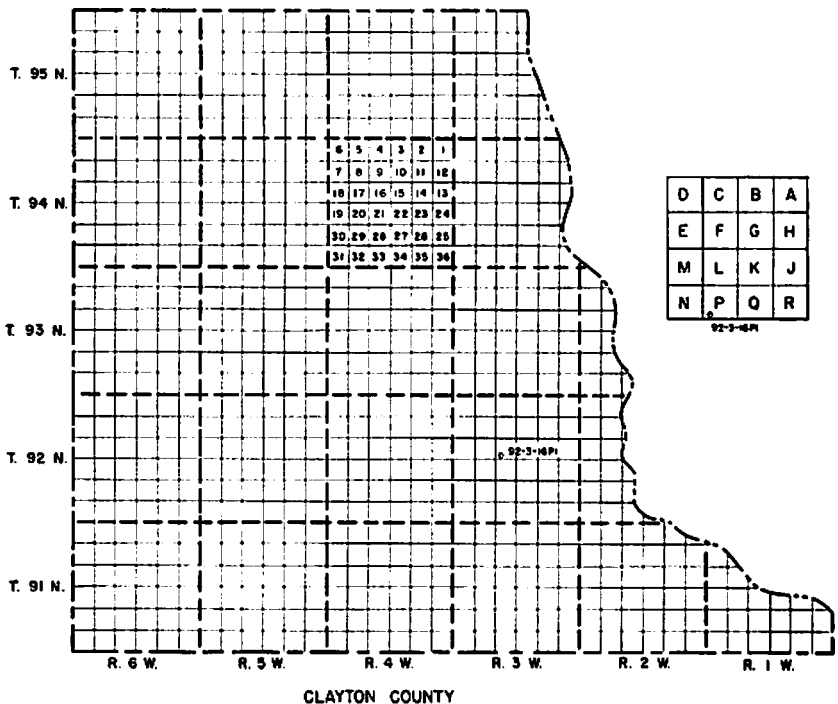 T. 95 N.
6 5 4 3 2 1
7 8 9 10 11 12
18 17 16 15 14 13
T. 94 N.
19 20 21 22 23 24
30 29 28 27 26 25
31 32 33 34 35 36
D C B A
E F G H
M L K J
N P Q R
92-3-16P1
T. 93 N.
T. 92 N.
92-3-16P1
T. 91 N.
R. 6 W. R. 5 W. R. 4 W. R. 3 W. R. 2 W. R. 1 W.
CLAYTON COUNTY